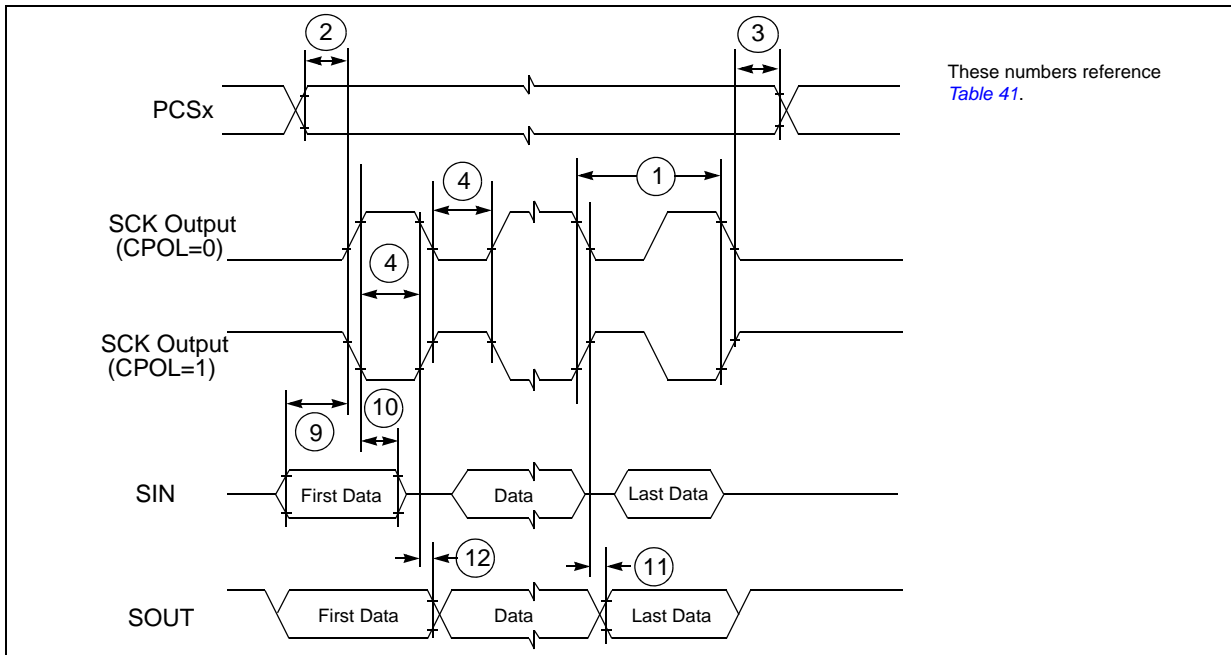 2
3
These numbers reference
Table 41.
PCSx
4
1
SCK Output
(CPOL=0)
4
SCK Output
(CPOL=1)
9
10
SIN
First Data
Data
Last Data
12
11
SOUT
First Data
Data
Last Data